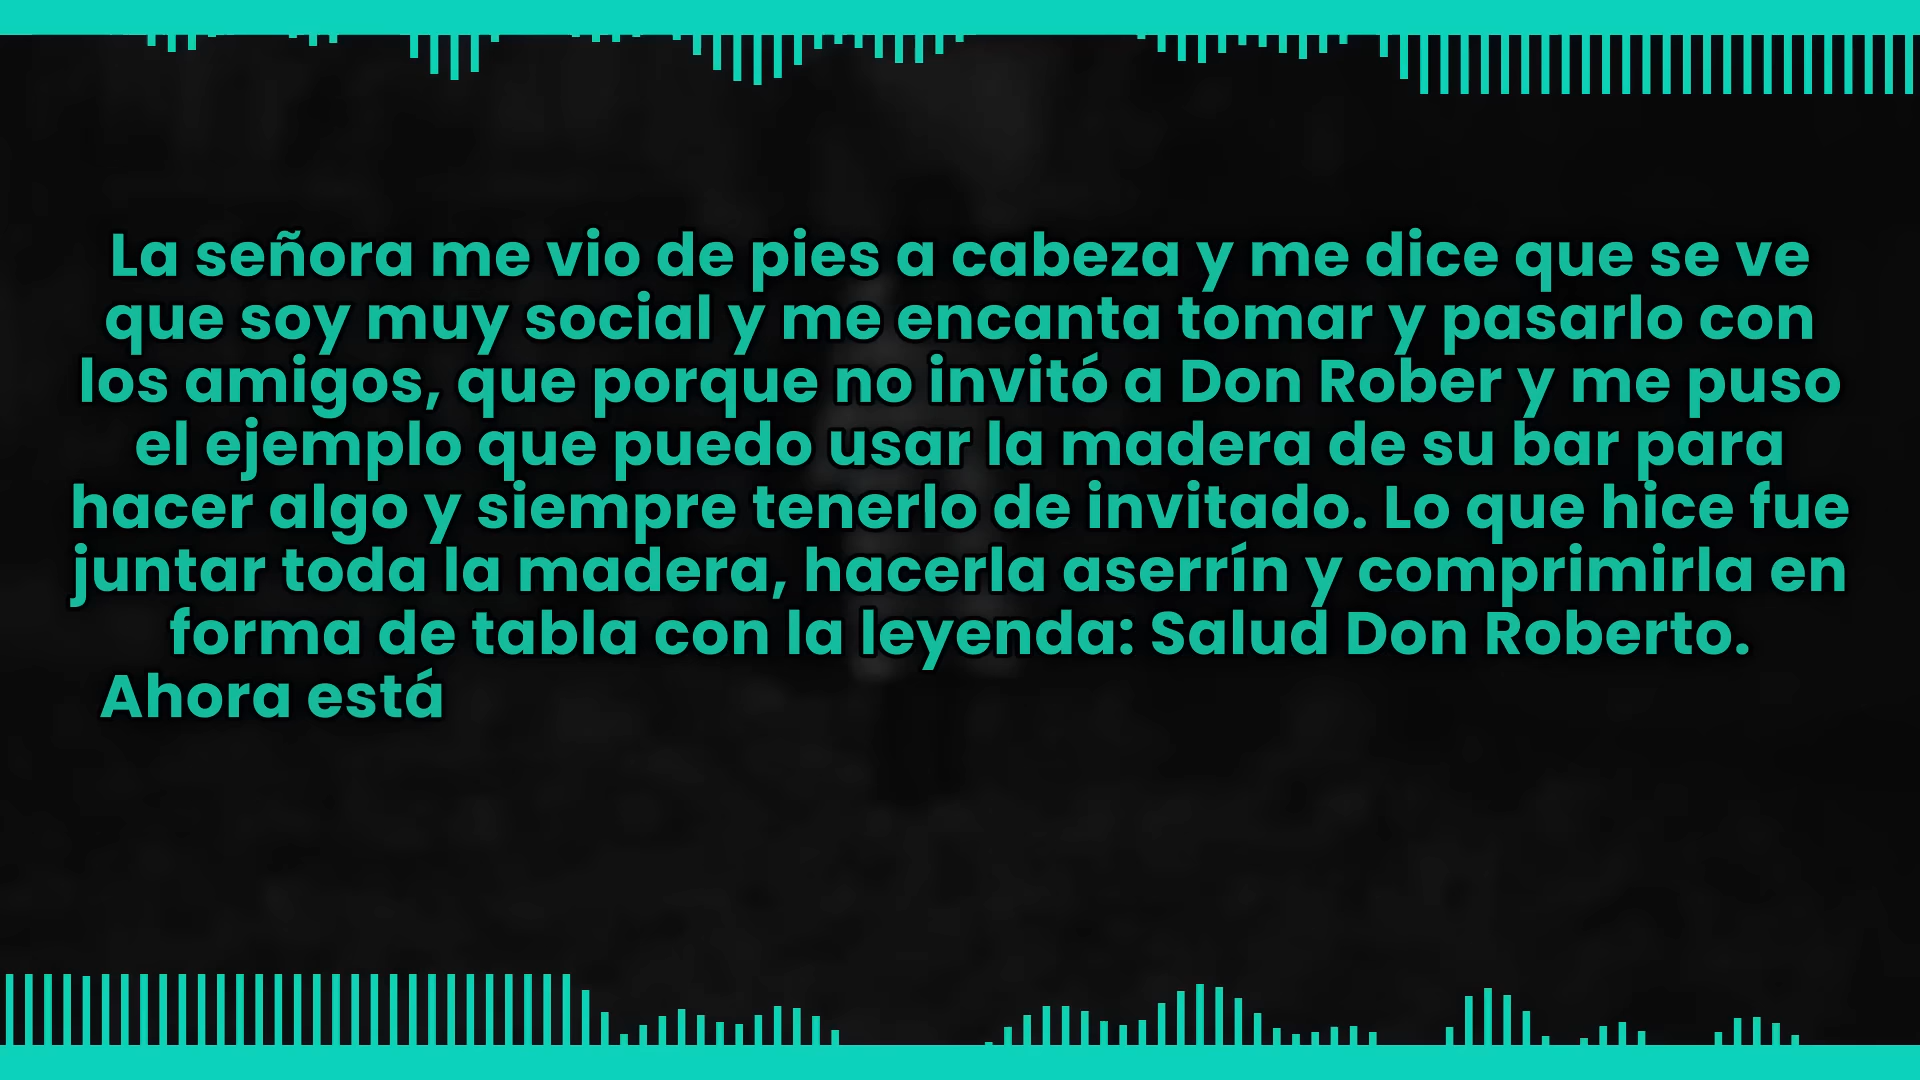 La señora me vio de pies a cabeza y me dice que se ve
que soy muy social y me encanta tomar y pasarlo con
los amigos, que porque no invitó a Don Rober y me puso
el ejemplo que puedo usar la madera de su bar para
hacer algo y siempre tenerlo de invitado. Lo que hice fue
juntar toda la madera, hacerla aserrín y comprimirla en
forma de tabla con la leyenda: Salud Don Roberto.
Ahora está